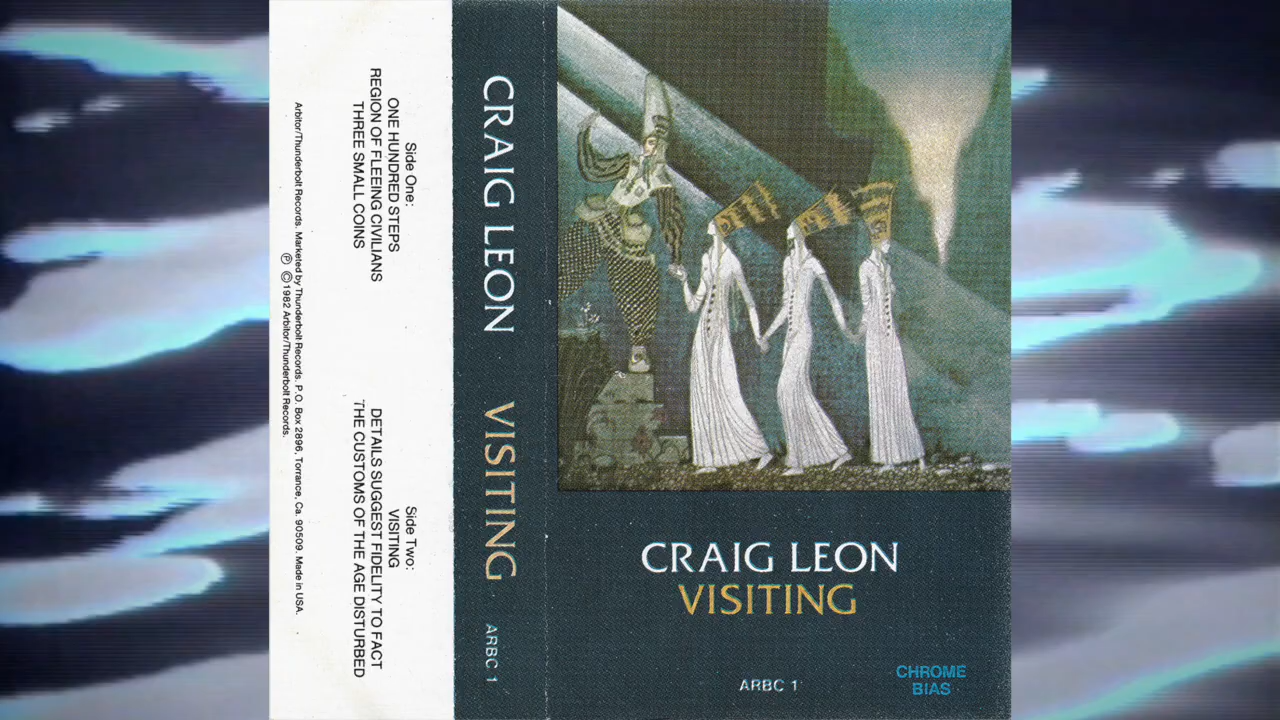 Side One:
ONE HUNDRED STEPS
REGION OF FLEEING CIVILIANS
THREE SMALL COINS
Side Two:
VISITING
DETAILS SUGGEST FIDELITY TO FACT
THE CUSTOMS OF THE AGE DISTURBED
Arbitor/Thunderbolt Records. Marketed by Thunderbolt Records. P.O. Box 2896, Torrance, Ca. 90509. Made in USA.
Ⓟ ©1982 Arbitor/Thunderbolt Records.
CRAIG LEON VISITING ARBC 1
CRAIG LEON
VISITING
ARBC 1
CHROME
BIAS